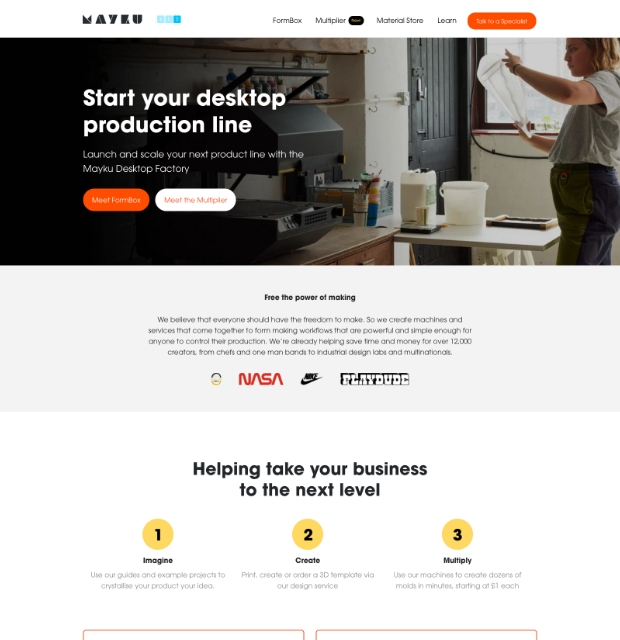 MAYKU
FormBox
Multiplier
New!
Material Store
Learn
Talk to a Specialist
Start your desktop
production line
Launch and scale your next product line with the
Mayku Desktop Factory
Meet FormBox
Meet the Multiplier
Free the power of making
We believe that everyone should have the freedom to make. So we create machines and
services that come together to form making workflows that are powerful and simple enough for
anyone to control their production. We're already helping save time and money for over 12,000
creators, from chefs and one man bands to industrial design labs and multinationals.
NASA
NIKE
PLAYDUDE
Helping take your business
to the next level
1
2
3
Imagine
Create
Multiply
Use our guides and example projects to
crystallise your product your idea.
Print, create or order a 3D template via
our design service
Use our machines to create dozens of
molds in minutes, starting at £1 each